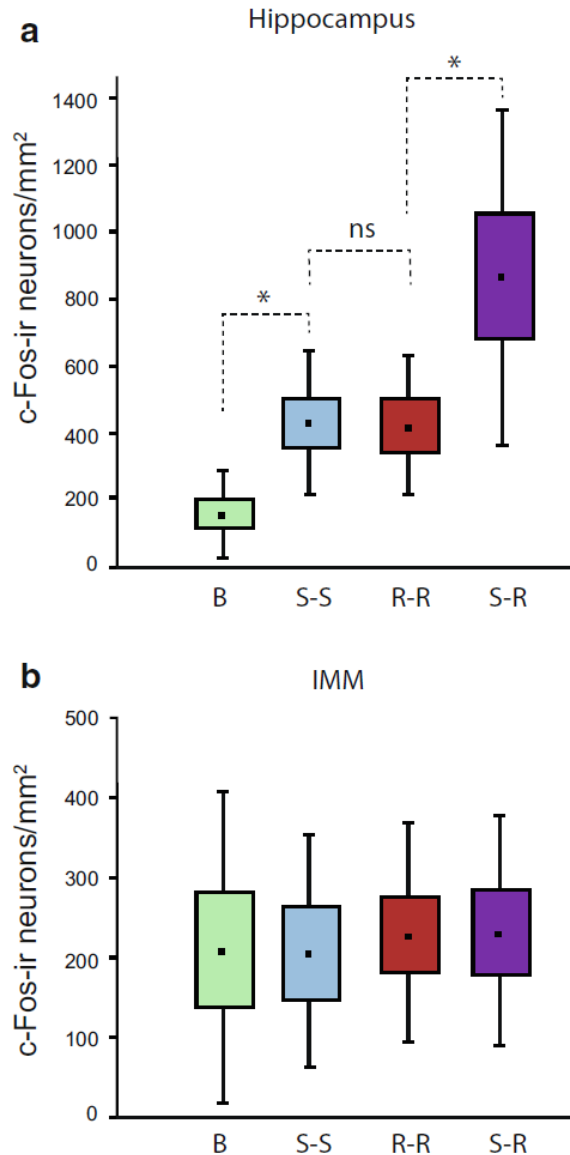 a
Hippocampus
c-Fos-ir neurons/mm²
1400
1200
1000
800
600
400
200
0
*
ns
*
B S-S R-R S-R
b
IMM
c-Fos-ir neurons/mm²
500
400
300
200
100
0
B S-S R-R S-R